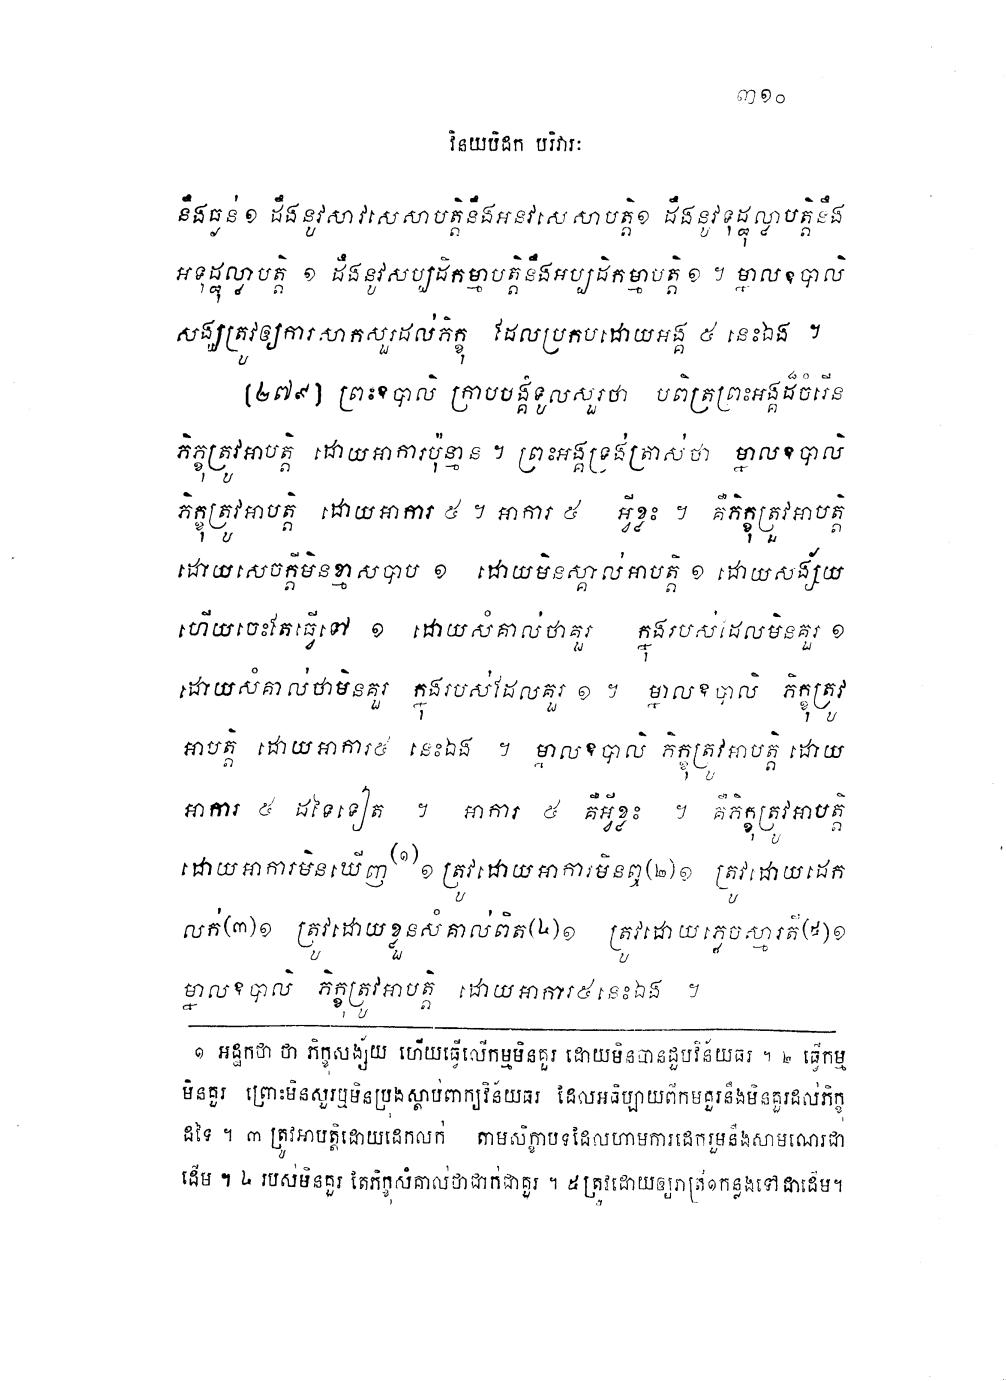 ៣១០
វិនយបិដក បរិវារៈ
នឹងធ្ងន់ ១ ដឹងនូវសាវសេសាបត្តិនឹងអនវសេសាបត្តិ ១ ដឹងនូវទុដ្ឋុល្លាបត្តិនឹង
អទុដ្ឋុល្លាបត្តិ ១ ដឹងនូវសប្បដិកម្មាបត្តិនឹងអប្បដិកម្មាបត្តិ ១ ។ ម្នាលឧបាលិ
សង្ឃត្រូវឲ្យការសាកសួរដល់ភិក្ខុ ដែលប្រកបដោយអង្គ ៥ នេះឯង ។
[២៧៩] ព្រះឧបាលិ ក្រាបបង្គំទូលសួរថា បពិត្រព្រះអង្គដ៏ចំរើន
ភិក្ខុត្រូវអាបត្តិ ដោយអាការប៉ុន្មាន ។ ព្រះអង្គទ្រង់ត្រាស់ថា ម្នាលឧបាលិ
ភិក្ខុត្រូវអាបត្តិ ដោយអាការ ៥ ។ អាការ ៥ អ្វីខ្លះ ។ គឺភិក្ខុត្រូវអាបត្តិ
ដោយសេចក្តីមិនខ្មាសបាប ១ ដោយមិនស្គាល់អាបត្តិ ១ ដោយសង្ស័យ
ហើយចេះតែធ្វើទៅ ១ ដោយសំគាល់ថាគួរ ក្នុងរបស់ដែលមិនគួរ ១
ដោយសំគាល់ថាមិនគួរ ក្នុងរបស់ដែលគួរ ១ ។ ម្នាលឧបាលិ ភិក្ខុត្រូវ
អាបត្តិ ដោយអាការ៥ នេះឯង ។ ម្នាលឧបាលិ ភិក្ខុត្រូវអាបត្តិ ដោយ
អាការ ៥ ដទៃទៀត ។ អាការ ៥ គឺអ្វីខ្លះ ។ គឺភិក្ខុត្រូវអាបត្តិ
ដោយអាការមិនឃើញ(១)១ ត្រូវដោយអាការមិនឮ(២)១ ត្រូវដោយដេក
លក់(៣)១ ត្រូវដោយខ្លួនសំគាល់ពិត(៤)១ ត្រូវដោយភ្លេចស្មារតី(៥)១
ម្នាលឧបាលិ ភិក្ខុត្រូវអាបត្តិ ដោយអាការ៥នេះឯង ។
១ អដ្ឋកថា ថា ភិក្ខុសង្ស័យ ហើយធ្វើលើកម្មមិនគួរ ដោយមិនបានជួបវិន័យធរ ។ ២ ធ្វើកម្ម
មិនគួរ ព្រោះមិនសួរឬមិនប្រុងស្តាប់ពាក្យវិន័យធរ ដែលអធិប្បាយពីកមគួរនឹងមិនគួរដល់ភិក្ខុ
ដទៃ ។ ៣ ត្រូវអាបត្តិដោយដេកលក់ តាមសិក្ខាបទដែលហាមការដេករួមនឹងសាមណេរជា
ដើម ។ ៤ របស់មិនគួរ តែភិក្ខុសំគាល់ថាជាក់ជាគួរ ។ ៥ ត្រូវដោយឲ្យរាត្រី១កន្លងទៅ ជាដើម។